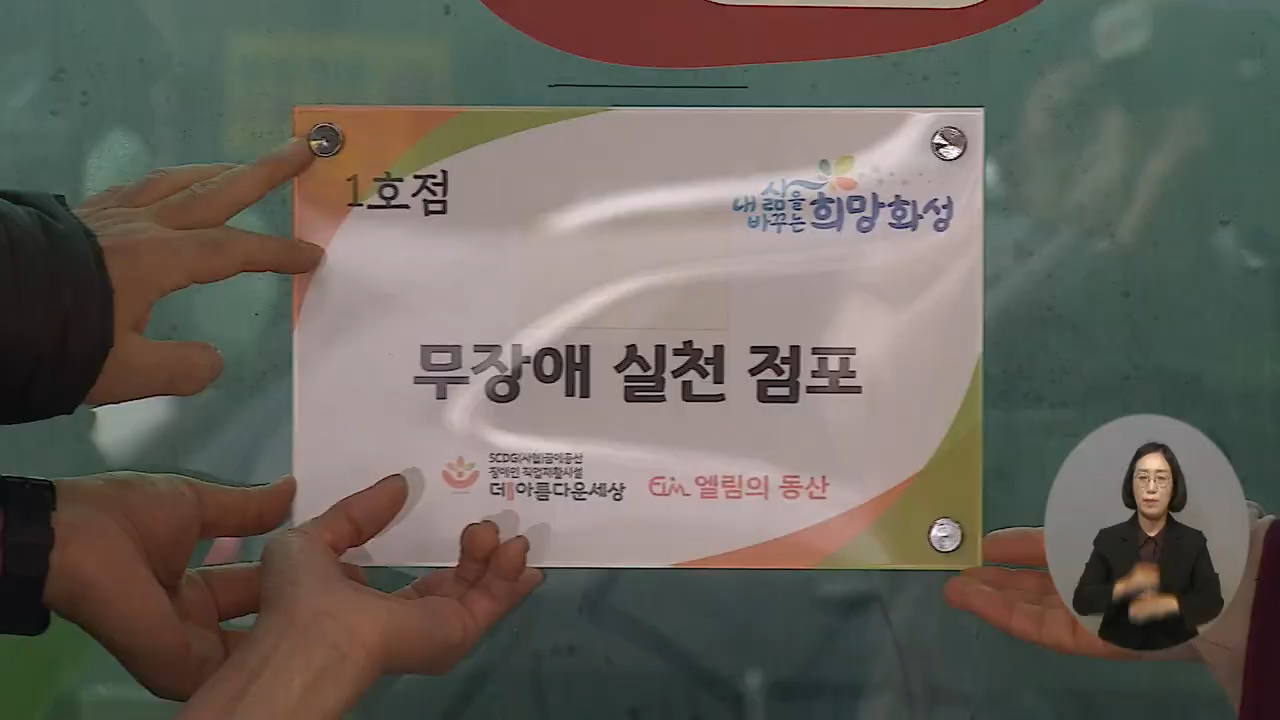 1호점
내 삶을
바꾸는 희망화성
무장애 실천 점포
장애인 직업재활시설
더 아름다운세상
Elim 엘림의 동산